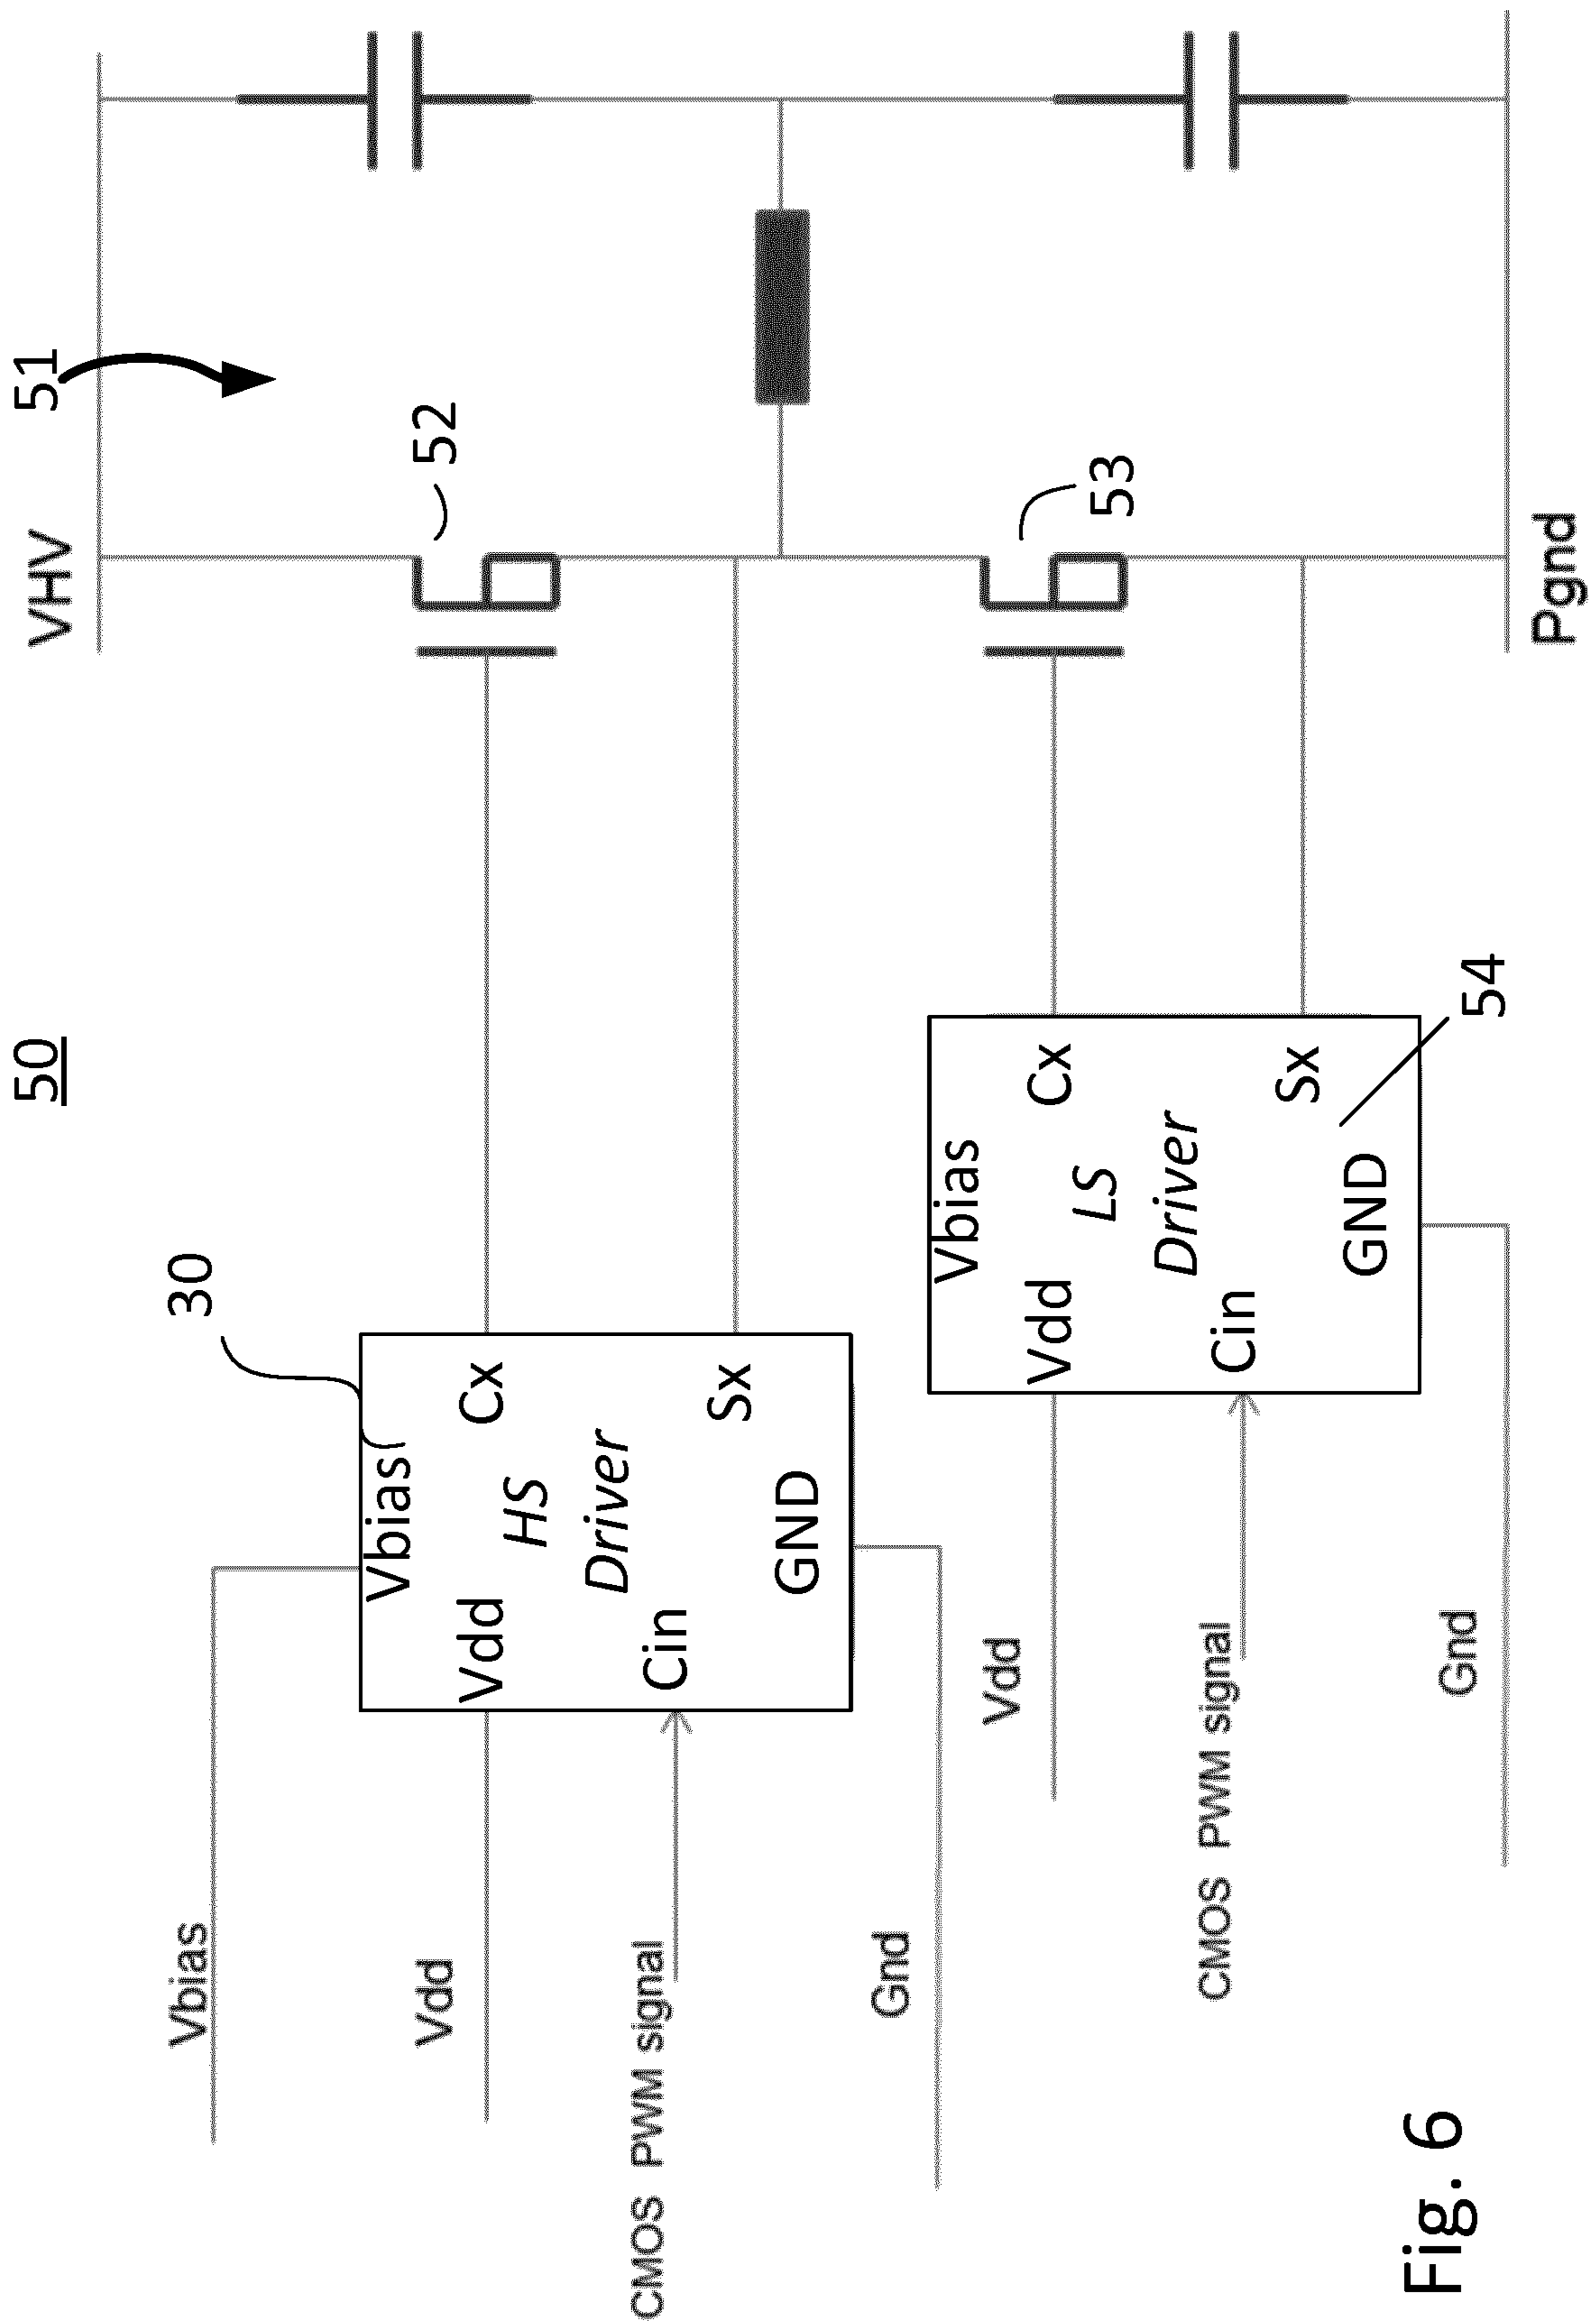 50
51
VHV
52
53
Pgnd
30
Vbias
Vbias
Vdd
Vdd
Cx
HS
Driver
CMOS PWM signal
Cin
Sx
GND
Gnd
Vbias
Vdd
Vdd
Cx
LS
Driver
CMOS PWM signal
Cin
Sx
GND
54
Gnd
Fig. 6